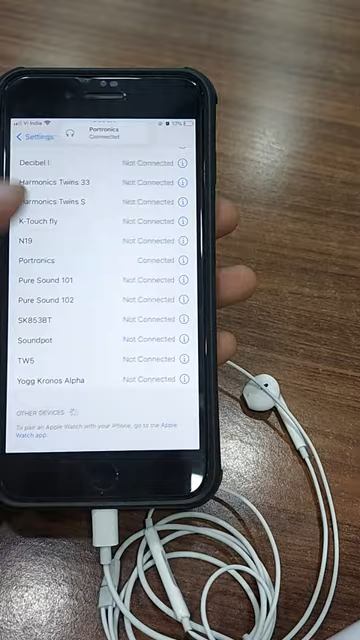 Vi India
12%
Settings
Portronics
Connected
Decibel I
Not Connected
Harmonics Twins 33
Not Connected
Harmonics Twins S
Not Connected
K-Touch fly
Not Connected
N19
Not Connected
Portronics
Connected
Pure Sound 101
Not Connected
Pure Sound 102
Not Connected
SK853BT
Not Connected
Soundpot
Not Connected
TW5
Not Connected
Yogg Kronos Alpha
Not Connected
OTHER DEVICES
To pair an Apple Watch with your iPhone, go to the Apple
Watch app.